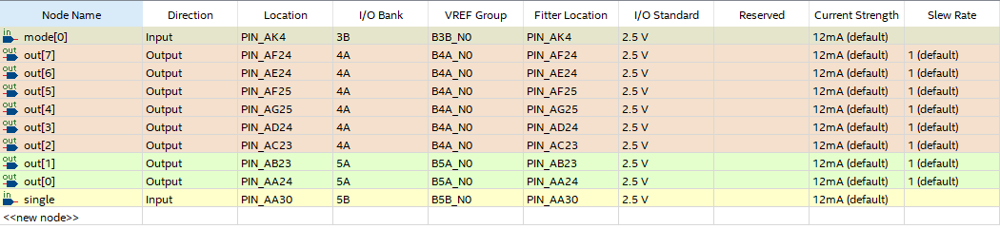 Node Name Direction Location I/O Bank VREF Group Fitter Location I/O Standard Reserved Current Strength Slew Rate
in mode[0] Input PIN_AK4 3B B3B_N0 PIN_AK4 2.5 V 12mA (default)
out out[7] Output PIN_AF24 4A B4A_N0 PIN_AF24 2.5 V 12mA (default) 1 (default)
out out[6] Output PIN_AE24 4A B4A_N0 PIN_AE24 2.5 V 12mA (default) 1 (default)
out out[5] Output PIN_AF25 4A B4A_N0 PIN_AF25 2.5 V 12mA (default) 1 (default)
out out[4] Output PIN_AG25 4A B4A_N0 PIN_AG25 2.5 V 12mA (default) 1 (default)
out out[3] Output PIN_AD24 4A B4A_N0 PIN_AD24 2.5 V 12mA (default) 1 (default)
out out[2] Output PIN_AC23 4A B4A_N0 PIN_AC23 2.5 V 12mA (default) 1 (default)
out out[1] Output PIN_AB23 5A B5A_N0 PIN_AB23 2.5 V 12mA (default) 1 (default)
out out[0] Output PIN_AA24 5A B5A_N0 PIN_AA24 2.5 V 12mA (default) 1 (default)
in single Input PIN_AA30 5B B5B_N0 PIN_AA30 2.5 V 12mA (default)
<<new node>>